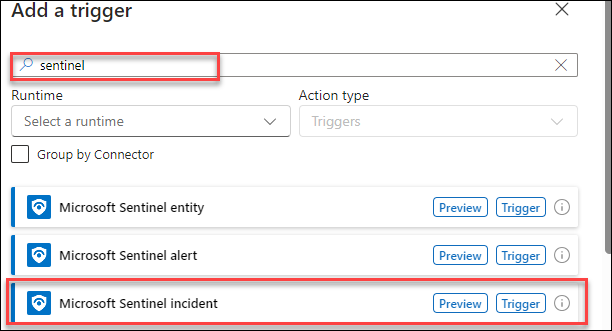 Add a trigger
sentinel
Runtime Action type
Select a runtime Triggers
Group by Connector
Microsoft Sentinel entity Preview Trigger
Microsoft Sentinel alert Preview Trigger
Microsoft Sentinel incident Preview Trigger